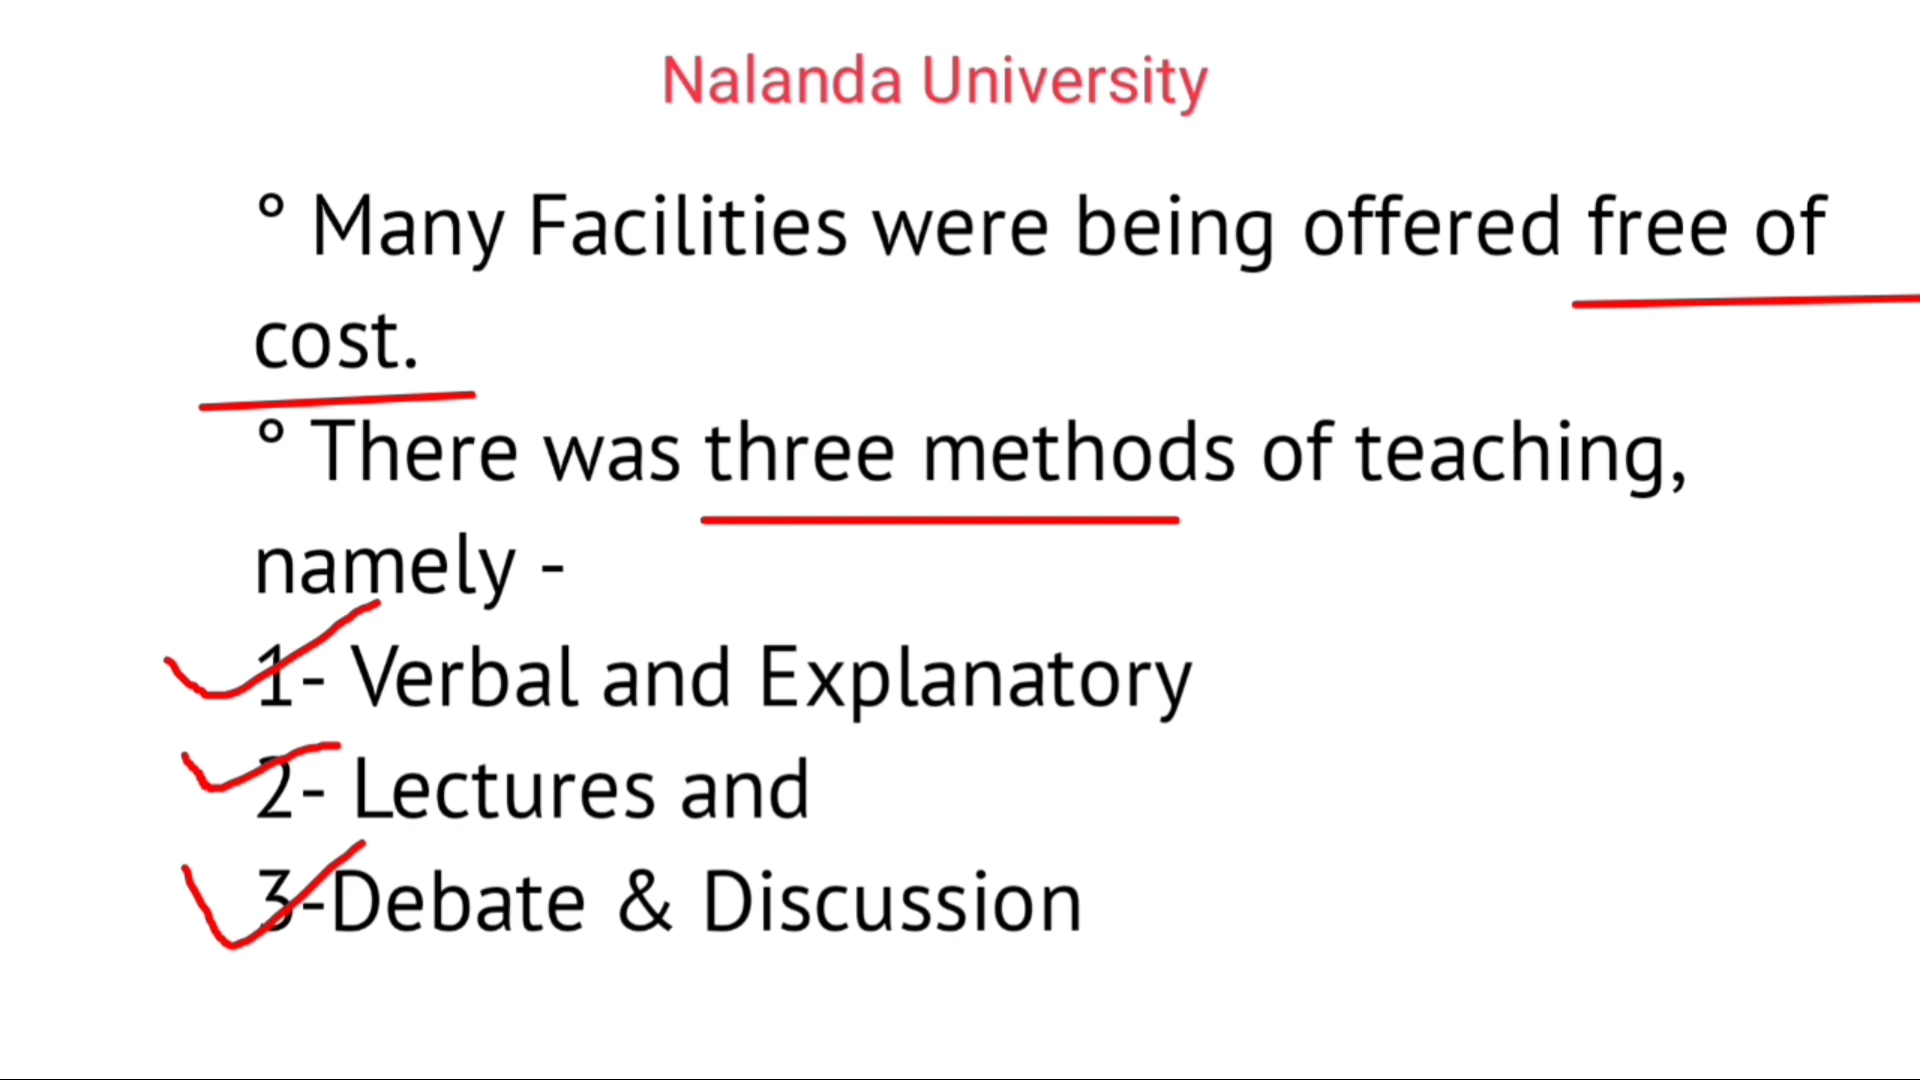 Nalanda University
° Many Facilities were being offered free of
cost.
° There was three methods of teaching,
namely -
1- Verbal and Explanatory
2- Lectures and
3-Debate & Discussion